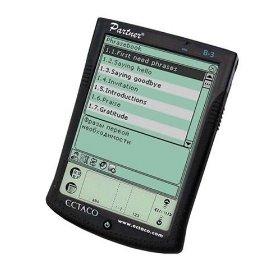 Partner®
B-3
Phrasebook
1.1.First need phrases
1.2.Saying hello
1.3.Saying goodbye
1.4.Invitation
1.5.Introductions
1.6.Praise
1.7.Gratitude
Фразы первой
необходимости
ECTACO
www.ectaco.com